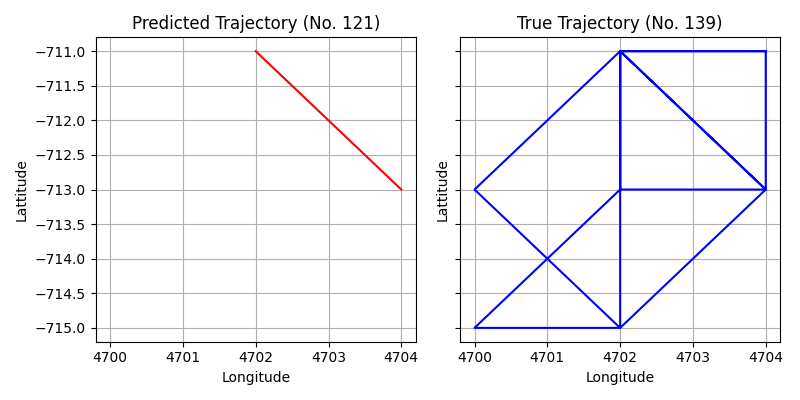 Predicted Trajectory (No. 121)
True Trajectory (No. 139)
Lattitude
−711.0
−711.5
−712.0
−712.5
−713.0
−713.5
−714.0
−714.5
−715.0
4700 4701 4702 4703 4704
Longitude
Lattitude
4700 4701 4702 4703 4704
Longitude